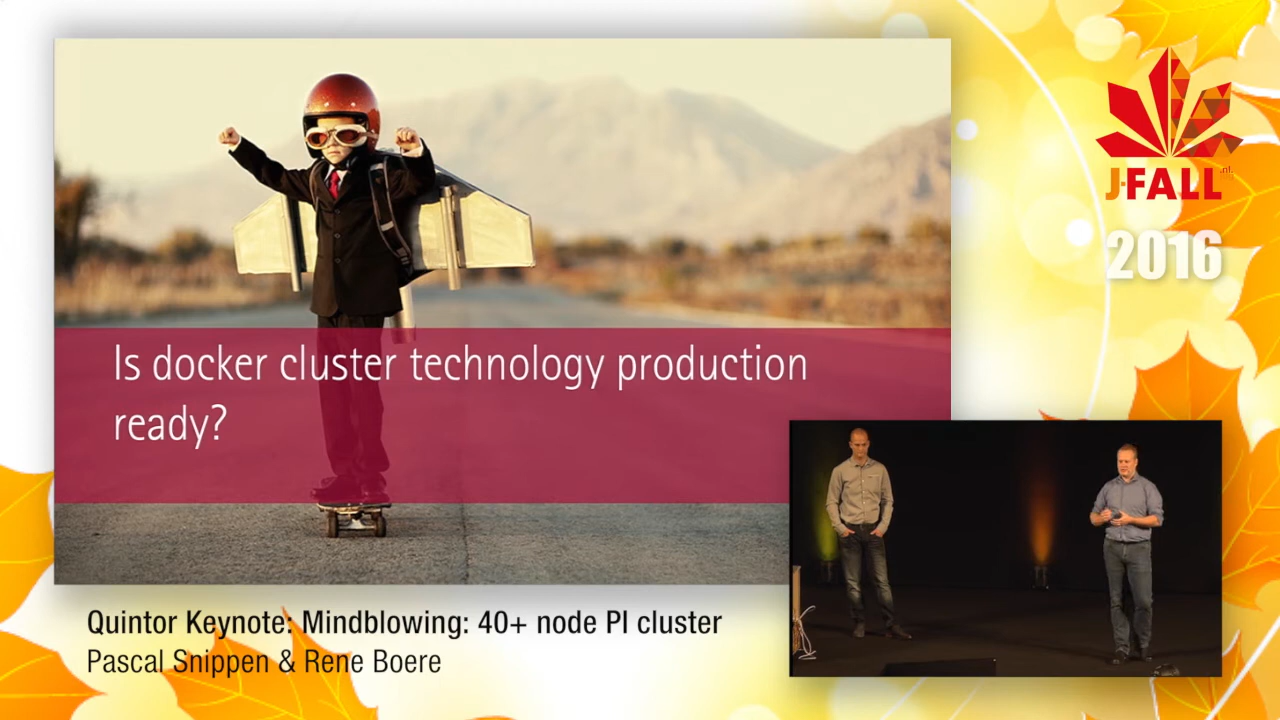 Is docker cluster technology production
ready?
J-FALL.nl
2016
Quintor Keynote: Mindblowing: 40+ node PI cluster
Pascal Snippen & Rene Boere